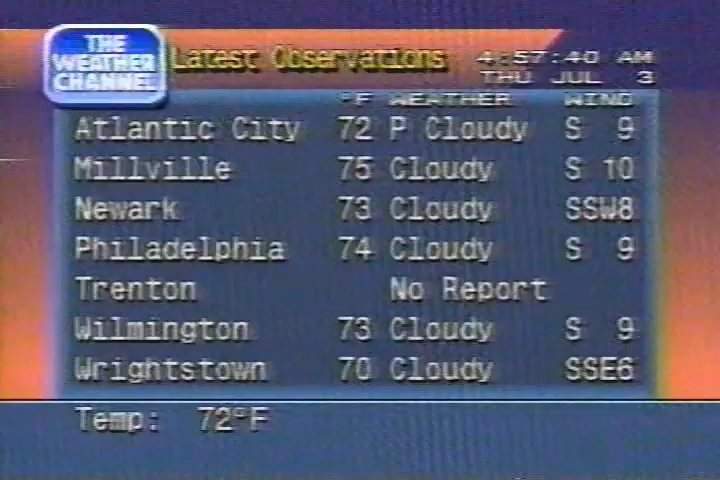 THE
WEATHER
CHANNEL
Latest Observations 4:57:40 AM
THU JUL 3
°F WEATHER WIND
Atlantic City 72 P Cloudy S 9
Millville 75 Cloudy S 10
Newark 73 Cloudy SSW8
Philadelphia 74 Cloudy S 9
Trenton No Report
Wilmington 73 Cloudy S 9
Wrightstown 70 Cloudy SSE6
Temp: 72°F